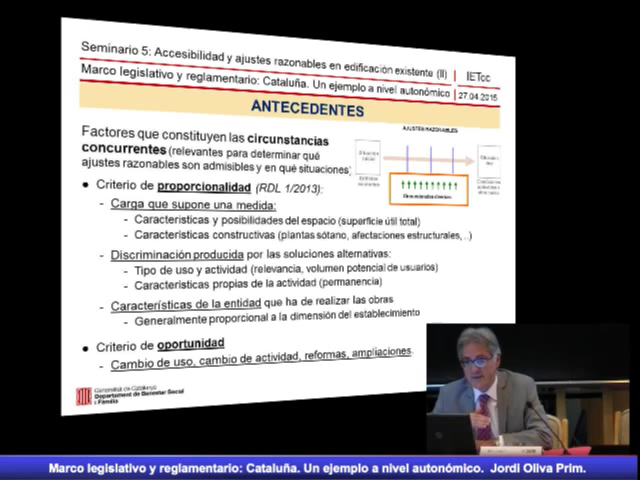 Seminario 5: Accesibilidad y ajustes razonables en edificación existente (II)
IETcc
Marco legislativo y reglamentario: Cataluña. Un ejemplo a nivel autonómico
27.04.2015
ANTECEDENTES
AJUSTES RAZONABLES
Factores que constituyen las circunstancias
concurrentes (relevantes para determinar qué
ajustes razonables son admisibles y en qué situaciones)
● Criterio de proporcionalidad (RDL 1/2013):
- Carga que supone una medida:
- Caracteristicas y posibilidades del espacio (superficie útil total)
- Características constructivas (plantas sótano, afectaciones estructurales,..)
- Discriminación producida por las soluciones alternativas:
- Tipo de uso y actividad (relevancia, volumen potencial de usuarios)
- Características propias de la actividad (permanencia)
- Características de la entidad que ha de realizar las obras
- Generalmente proporcional a la dimensión del establecimiento
● Criterio de oportunidad
- Cambio de uso, cambio de actividad, reformas, ampliaciones.
Generalitat de Catalunya
Departament de Benestar Social
i Família
Marco legislativo y reglamentario: Cataluña. Un ejemplo a nivel autonómico. Jordi Oliva Prim.